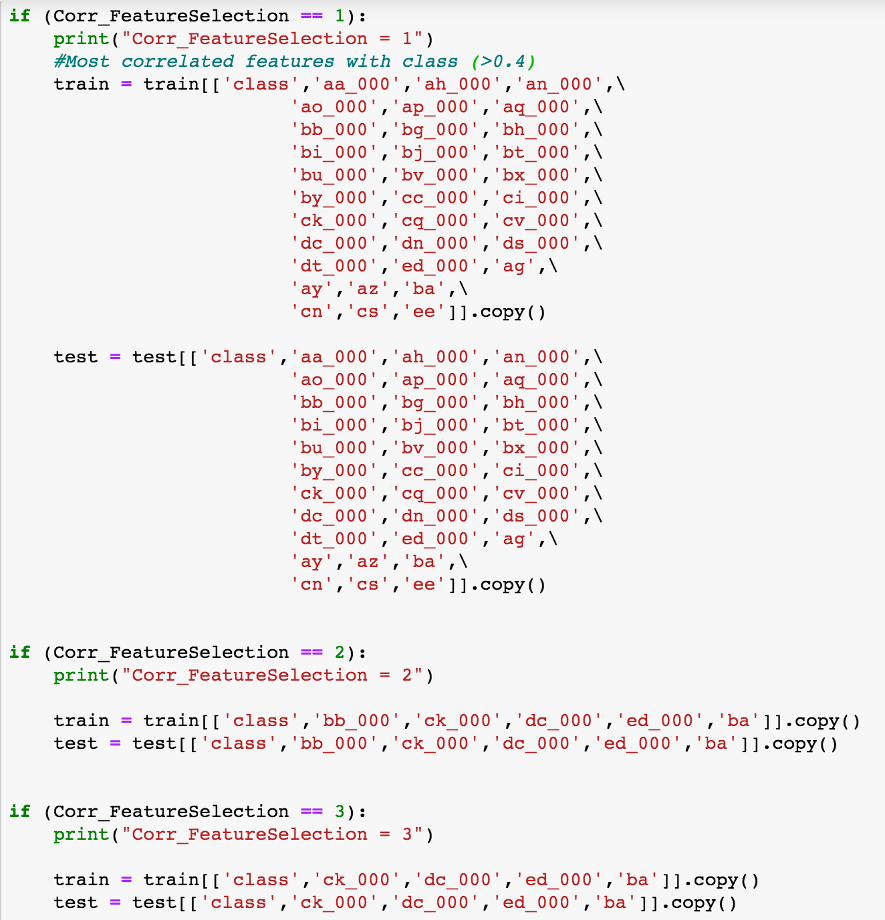 if (Corr_FeatureSelection == 1):
    print("Corr_FeatureSelection = 1")
    #Most correlated features with class (>0.4)
    train = train[['class','aa_000','ah_000','an_000',\
                         'ao_000','ap_000','aq_000',\
                         'bb_000','bg_000','bh_000',\
                         'bi_000','bj_000','bt_000',\
                         'bu_000','bv_000','bx_000',\
                         'by_000','cc_000','ci_000',\
                         'ck_000','cq_000','cv_000',\
                         'dc_000','dn_000','ds_000',\
                         'dt_000','ed_000','ag',\
                         'ay','az','ba',\
                         'cn','cs','ee']].copy()
    test = test[['class','aa_000','ah_000','an_000',\
                         'ao_000','ap_000','aq_000',\
                         'bb_000','bg_000','bh_000',\
                         'bi_000','bj_000','bt_000',\
                         'bu_000','bv_000','bx_000',\
                         'by_000','cc_000','ci_000',\
                         'ck_000','cq_000','cv_000',\
                         'dc_000','dn_000','ds_000',\
                         'dt_000','ed_000','ag',\
                         'ay','az','ba',\
                         'cn','cs','ee']].copy()
if (Corr_FeatureSelection == 2):
    print("Corr_FeatureSelection = 2")
    train = train[['class','bb_000','ck_000','dc_000','ed_000','ba']].copy()
    test = test[['class','bb_000','ck_000','dc_000','ed_000','ba']].copy()
if (Corr_FeatureSelection == 3):
    print("Corr_FeatureSelection = 3")
    train = train[['class','ck_000','dc_000','ed_000','ba']].copy()
    test = test[['class','ck_000','dc_000','ed_000','ba']].copy()